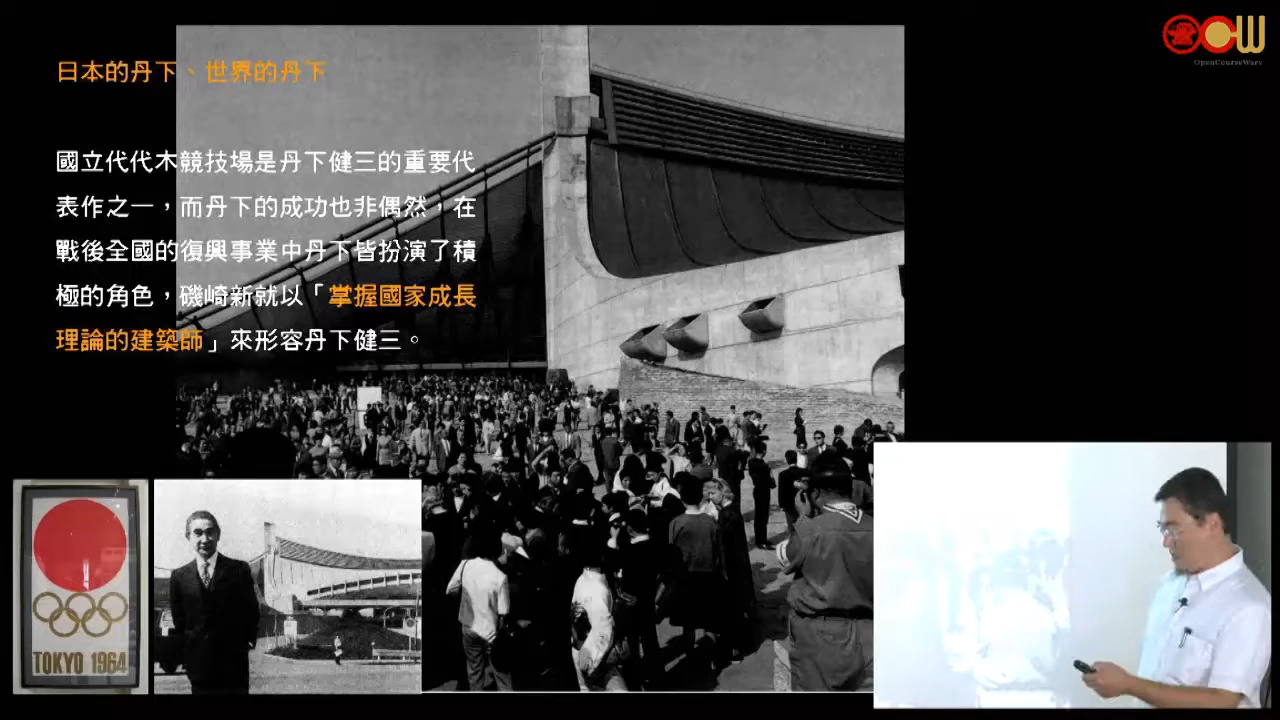 日本的丹下、世界的丹下
國立代代木競技場是丹下健三的重要代
表作之一，而丹下的成功也非偶然，在
戰後全國的復興事業中丹下皆扮演了積
極的角色，磯崎新就以「掌握國家成長
理論的建築師」來形容丹下健三。
TOKYO 1964
OCW
OpenCourseWare